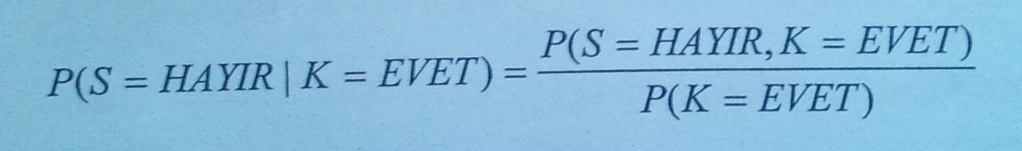 P(S = HAYIR | K = EVET) = P(S = HAYIR, K = EVET)
P(K = EVET)